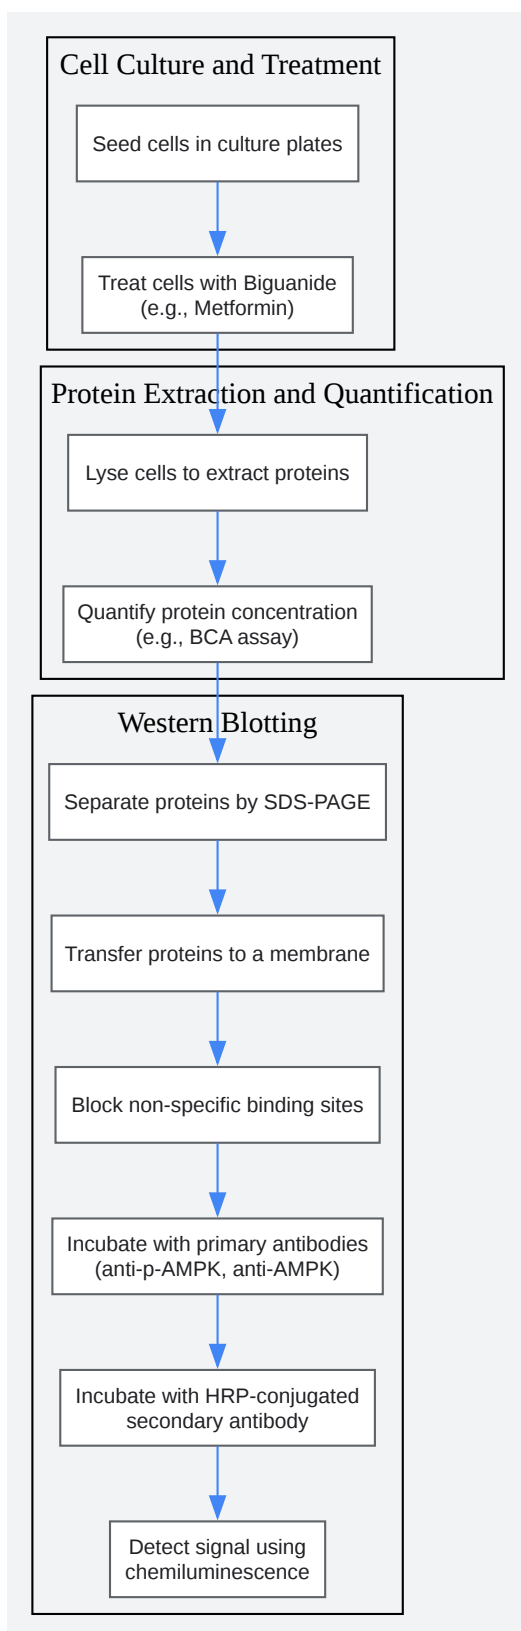 Cell Culture and Treatment
Seed cells in culture plates
Treat cells with Biguanide
(e.g., Metformin)
Protein Extraction and Quantification
Lyse cells to extract proteins
Quantify protein concentration
(e.g., BCA assay)
Western Blotting
Separate proteins by SDS-PAGE
Transfer proteins to a membrane
Block non-specific binding sites
Incubate with primary antibodies
(anti-p-AMPK, anti-AMPK)
Incubate with HRP-conjugated
secondary antibody
Detect signal using
chemiluminescence